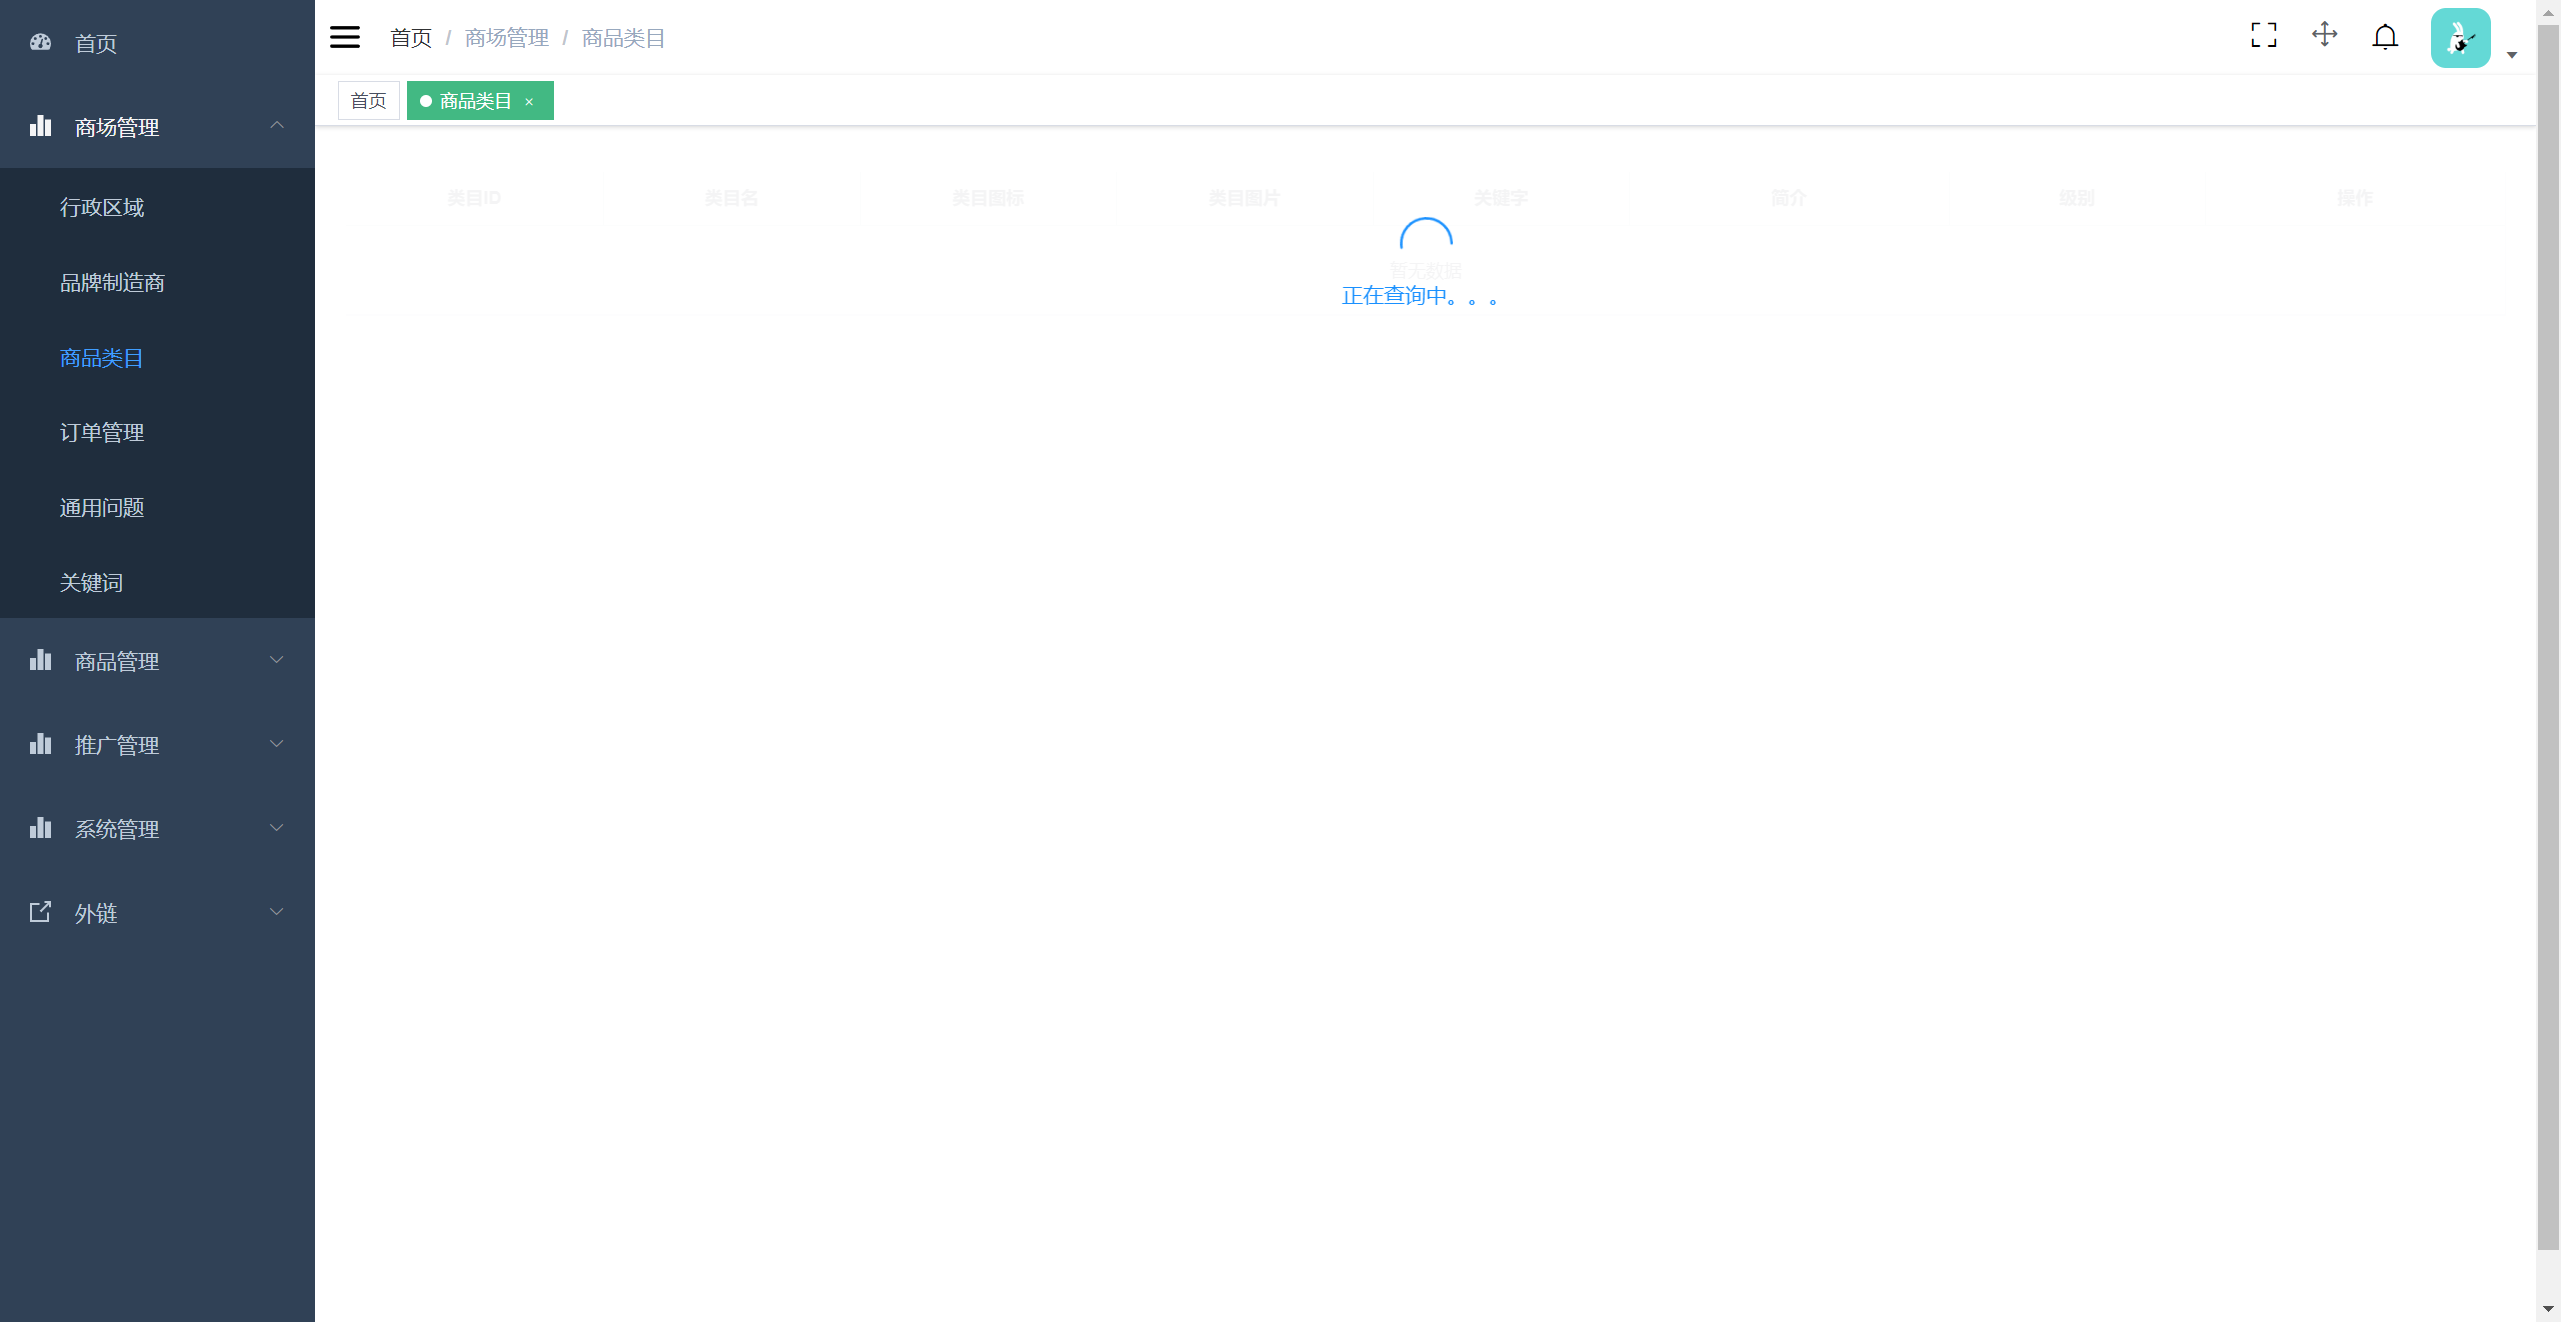 首页
商场管理
行政区域
品牌制造商
商品类目
订单管理
通用问题
关键词
商品管理
推广管理
系统管理
外链
首页 / 商场管理 / 商品类目
首页
商品类目 ×
类目ID 类目名 类目图标 类目图片 关键字 简介 级别 操作
暂无数据
正在查询中。。。